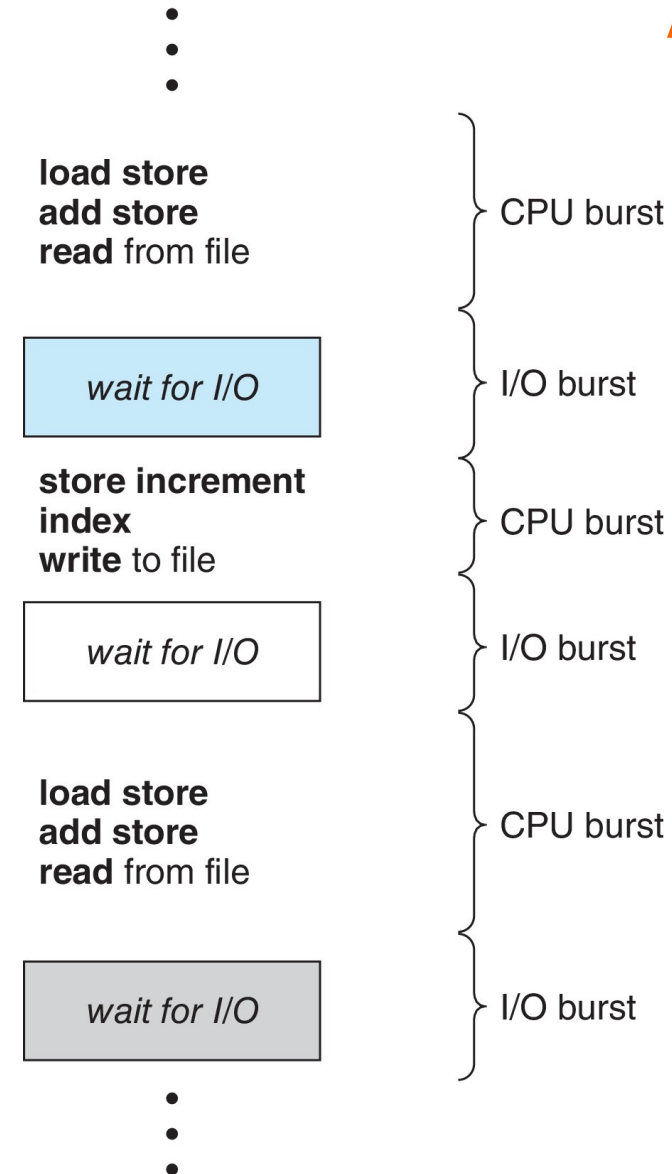 load store
add store
read from file
CPU burst
wait for I/O
I/O burst
store increment
index
write to file
CPU burst
wait for I/O
I/O burst
load store
add store
read from file
CPU burst
wait for I/O
I/O burst